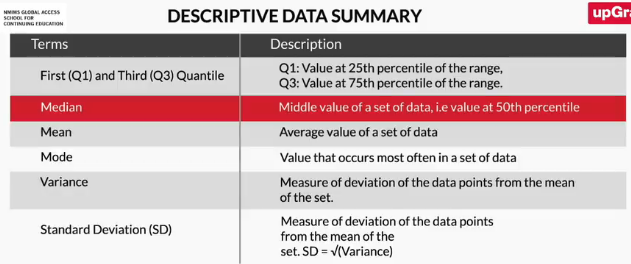 NMIMS GLOBAL ACCESS
SCHOOL FOR
CONTINUING EDUCATION
DESCRIPTIVE DATA SUMMARY
upGra
Terms Description
First (Q1) and Third (Q3) Quantile
Q1: Value at 25th percentile of the range,
Q3: Value at 75th percentile of the range.
Median Middle value of a set of data, i.e value at 50th percentile
Mean Average value of a set of data
Mode Value that occurs most often in a set of data
Variance Measure of deviation of the data points from the mean
of the set.
Standard Deviation (SD)
Measure of deviation of the data points
from the mean of the
set. SD = √(Variance)